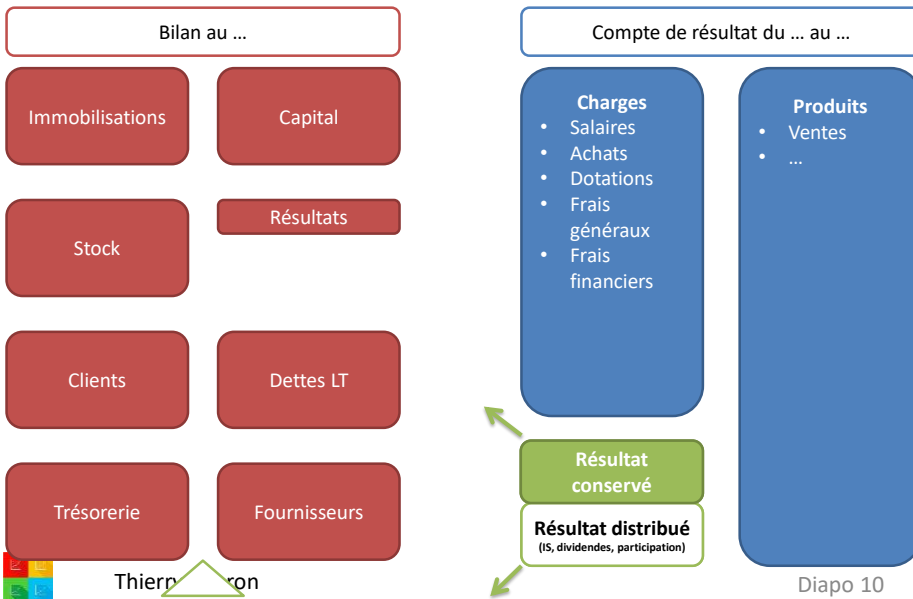 Bilan au ...
Immobilisations
Capital
Stock
Résultats
Clients
Dettes LT
Trésorerie
Fournisseurs
Compte de résultat du ... au ...
Charges
• Salaires
• Achats
• Dotations
• Frais
généraux
• Frais
financiers
Produits
• Ventes
• ...
Résultat
conservé
Résultat distribué
(IS, dividendes, participation)
Diapo 10